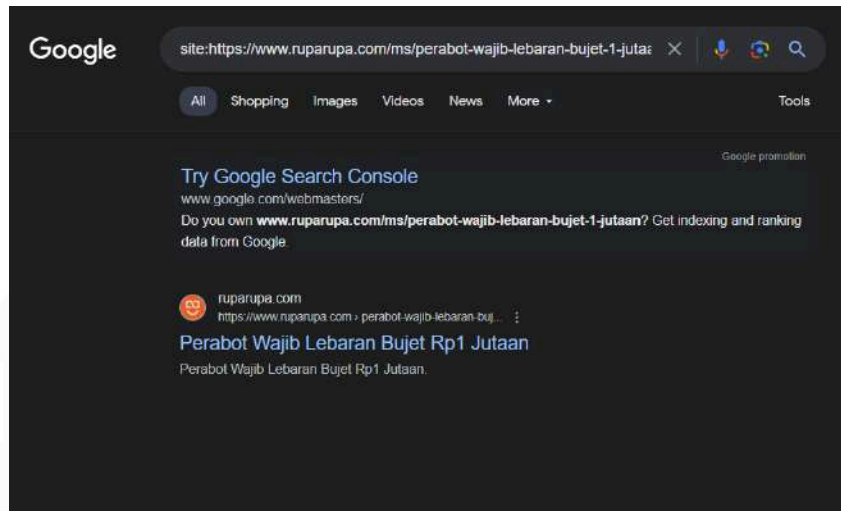 Google
site:https://www.ruparupa.com/ms/perabot-wajib-lebaran-bujet-1-jutaa
All Shopping Images Videos News More Tools
Google promotion
Try Google Search Console
www.google.com/webmasters/
Do you own www.ruparupa.com/ms/perabot-wajib-lebaran-bujet-1-jutaan? Get indexing and ranking
data from Google.
ruparupa.com
https://www.ruparupa.com › perabot-wajib-lebaran-buj...
Perabot Wajib Lebaran Bujet Rp1 Jutaan
Perabot Wajib Lebaran Bujet Rp1 Jutaan.